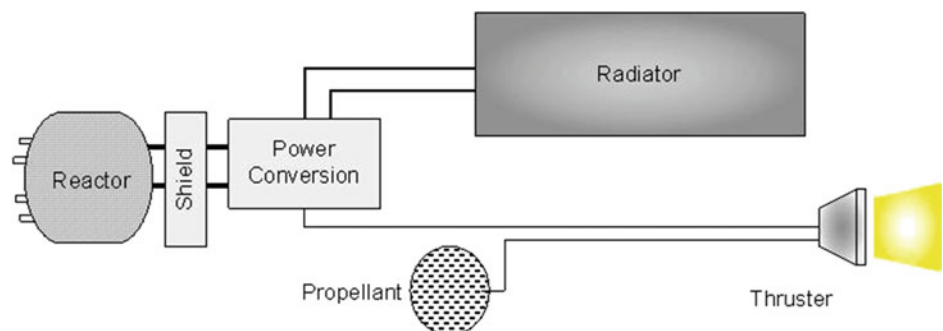 Radiator
Power
Conversion
Reactor
Shield
Propellant
Thruster